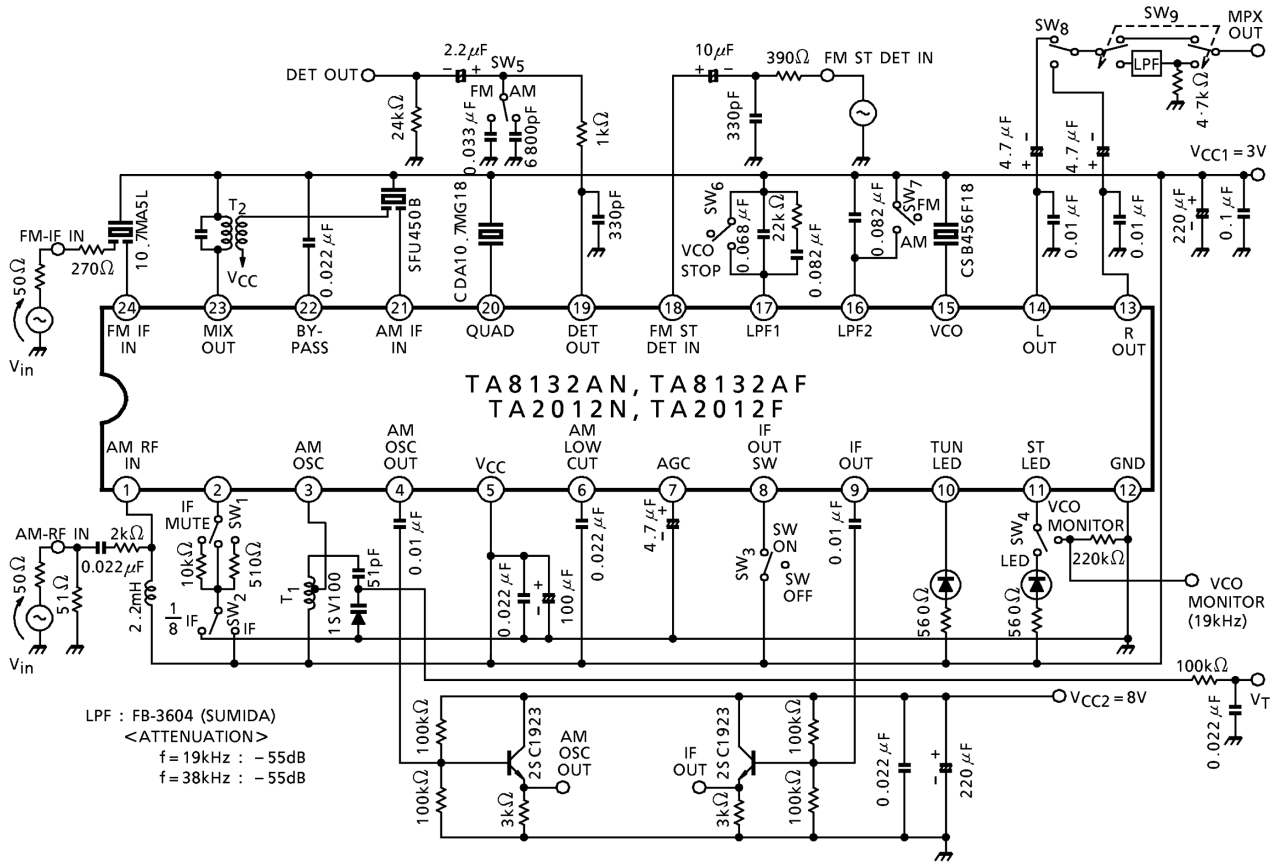 SW9
MPX
OUT
SW8
LPF
4·7kΩ
2.2μF
− +
SW5
DET OUT
FM AM
24kΩ
0.033μF
6800pF
1kΩ
10μF
+ −
390Ω
FM ST DET IN
330pF
4.7μF
− +
4.7μF
− +
VCC1 = 3V
10.7MA5L
T2
SFU450B
CDA10.7MG18
330pF
SW6
VCO
STOP
0.068μF
22kΩ
0.082μF
0.082μF
SW7
FM
AM
CSB456F18
0.01μF
0.01μF
220μF
+
−
0.1μF
FM-IF IN
270Ω
50Ω
Vin
VCC
0.022μF
24 23 22 21 20 19 18 17 16 15 14 13
FM IF
IN
MIX
OUT
BY-
PASS
AM IF
IN
QUAD
DET
OUT
FM ST
DET IN
LPF1
LPF2
VCO
L
OUT
R
OUT
TA8132AN, TA8132AF
TA2012N, TA2012F
AM RF
IN
AM
OSC
AM
OSC
OUT
VCC
AM
LOW
CUT
AGC
IF
OUT
SW
IF
OUT
TUN
LED
ST
LED
GND
1 2 3 4 5 6 7 8 9 10 11 12
AM-RF IN
2kΩ
0.022μF
50Ω
51Ω
Vin
2.2mH
IF
MUTE
SW1
10kΩ
510Ω
SW2
1/8 IF
IF
T1
1SV100
51pF
0.01μF
0.022μF
+
−
100μF
0.022μF
4.7μF
+
−
SW3
SW
ON
SW
OFF
0.01μF
560Ω
SW4
LED
560Ω
VCO
MONITOR
220kΩ
VCO
MONITOR
(19kHz)
100kΩ
VT
0.022μF
LPF : FB-3604 (SUMIDA)
<ATTENUATION>
f=19kHz : −55dB
f=38kHz : −55dB
100kΩ
100kΩ
2SC1923
AM
OSC
OUT
3kΩ
IF
OUT
2SC1923
3kΩ
100kΩ
100kΩ
VCC2 = 8V
0.022μF
+
−
220μF